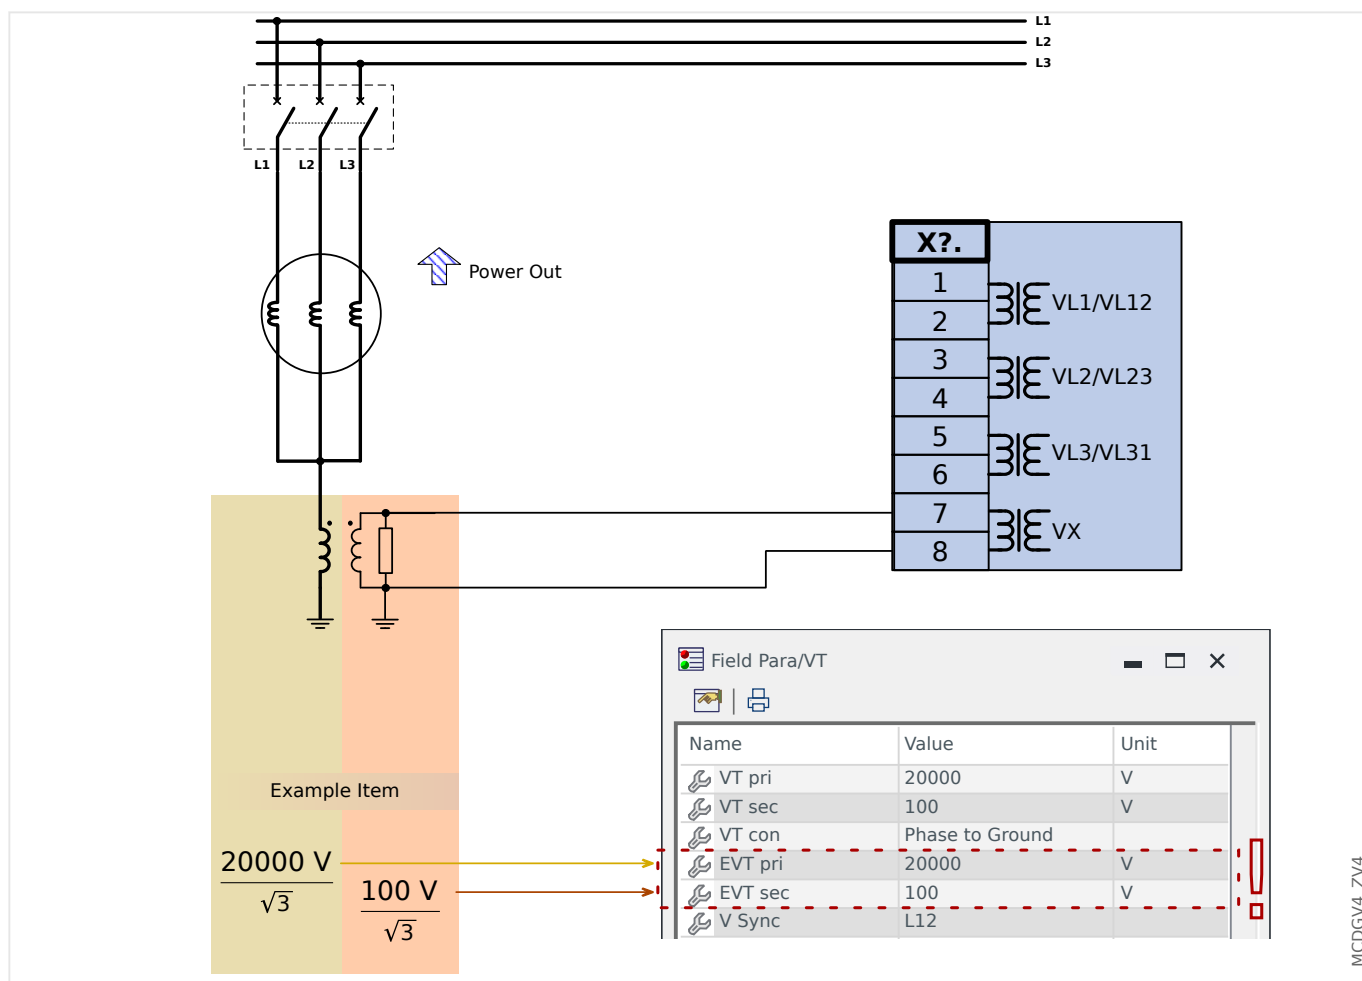 L1
L2
L3
L1 L2 L3
Power Out
X?.
1
2
VL1/VL12
3
4
VL2/VL23
5
6
VL3/VL31
7
8
VX
Field Para/VT
Name Value Unit
VT pri 20000 V
VT sec 100 V
VT con Phase to Ground
EVT pri 20000 V
EVT sec 100 V
V Sync L12
Example Item
20000 V
√3
100 V
√3
MCDGV4_ZV4